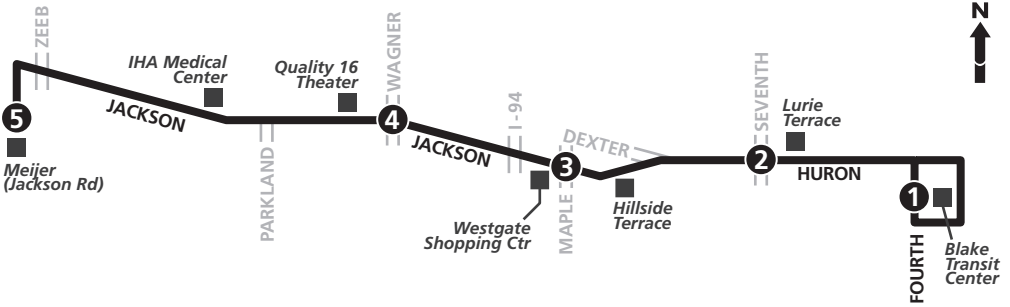 N
ZEEB
IHA Medical
Center
Quality 16
Theater
WAGNER
I-94
DEXTER
SEVENTH
Lurie
Terrace
5
JACKSON
4
JACKSON
3
2
HURON
1
Meijer
(Jackson Rd)
PARKLAND
Westgate
Shopping Ctr
MAPLE
Hillside
Terrace
FOURTH
Blake
Transit
Center